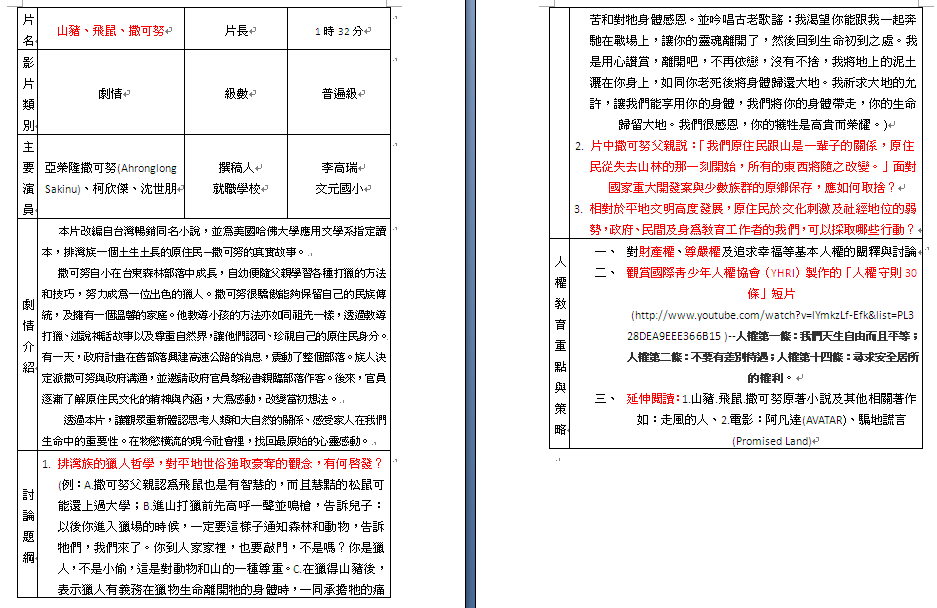 片名
山豬、飛鼠、撒可努
片長
1 時 32 分
影片類別
劇情
級數
普遍級
主要演員
亞榮隆撒可努(Ahronglong
Sakinu)、柯欣傑、沈世朋
撰稿人
就職學校
李高瑞
文元國小
劇情介紹
本片改編自台灣暢銷同名小說，並為美國哈佛大學應用文學系指定讀
本，排灣族一個土生土長的原住民—撒可努的真實故事。
撒可努自小在台東森林部落中成長，自幼便隨父親學習各種打獵的方法
和技巧，努力成為一位出色的獵人。撒可努很驕傲能夠保留自己的民族傳
統，及擁有一個溫馨的家庭。他教導小孩的方法亦如同祖先一樣，透過教導
打獵、述說神話故事以及尊重自然界，讓他們認同、珍視自己的原住民身分。
有一天，政府計畫在舊部落興建高速公路的消息，震動了整個部落。族人決
定派撒可努與政府溝通，並邀請政府官員黎秘書親臨部落作客。後來，官員
逐漸了解原住民文化的精神與內涵，大為感動，改變當初想法。
透過本片，讓觀眾重新確認思考人類和大自然的關係、感受家人在我們
生命中的重要性。在物慾橫流的現今社會裡，找回最原始的心靈感動。
討論題綱
1. 排灣族的獵人哲學，對平地世俗強取豪奪的觀念，有何啓發？
(例：A.撒可努父親認為飛鼠也是有智慧的，而且慧黠的松鼠可
能還上過大學；B.進山打獵前先高呼一聲並鳴槍，告訴兒子：
以後你進入獵場的時候，一定要這樣子通知森林和動物，告訴
牠們，我們來了。你到人家家裡，也要敲門，不是嗎？你是獵
人，不是小偷，這是對動物和山的一種尊重。C.在獵得山豬後，
表示獵人有義務在獵物生命離開牠的身體時，一同承擔牠的痛
苦和對牠身體感恩。並吟唱古老歌謠：我渴望你能跟我一起奔
馳在戰場上，讓你的靈魂離開了，然後回到生命初到之處。我
是用心讚賞，離開吧，不再依戀，沒有不捨，我將地上的泥土
灑在你身上，如同你老死後將身體歸還大地。我祈求大地的允
許，讓我們能享用你的身體，我們將你的身體帶走，你的生命
歸留大地。我們很感恩，你的犧牲是高貴而榮耀。)
2. 片中撒可努父親說：「我們原住民跟山是一輩子的關係，原住
民從失去山林的那一刻開始，所有的東西將隨之改變。」面對
國家重大開發案與少數族群的原鄉保存，應如何取捨？
3. 相對於平地文明高度發展，原住民於文化刺激及社經地位的弱
勢，政府、民間及身為教育工作者的我們，可以採取哪些行動？
人權教育重點與策略
一、 對財產權、尊嚴權及追求幸福等基本人權的闡釋與討論
二、 觀賞國際青少年人權協會（YHRI）製作的「人權守則 30
條」短片
(http://www.youtube.com/watch?v=IYmkzLf-Efk&list=PL3
28DEA9EEE366B15 )--人權第一條：我們天生自由而且平等；
人權第二條：不要有差別待遇；人權第十四條：尋求安全居所
的權利。
三、 延伸閱讀：1.山豬.飛鼠.撒可努原著小說及其他相關著作
如：走風的人、2.電影：阿凡達(AVATAR)、騙地謊言
(Promised Land)